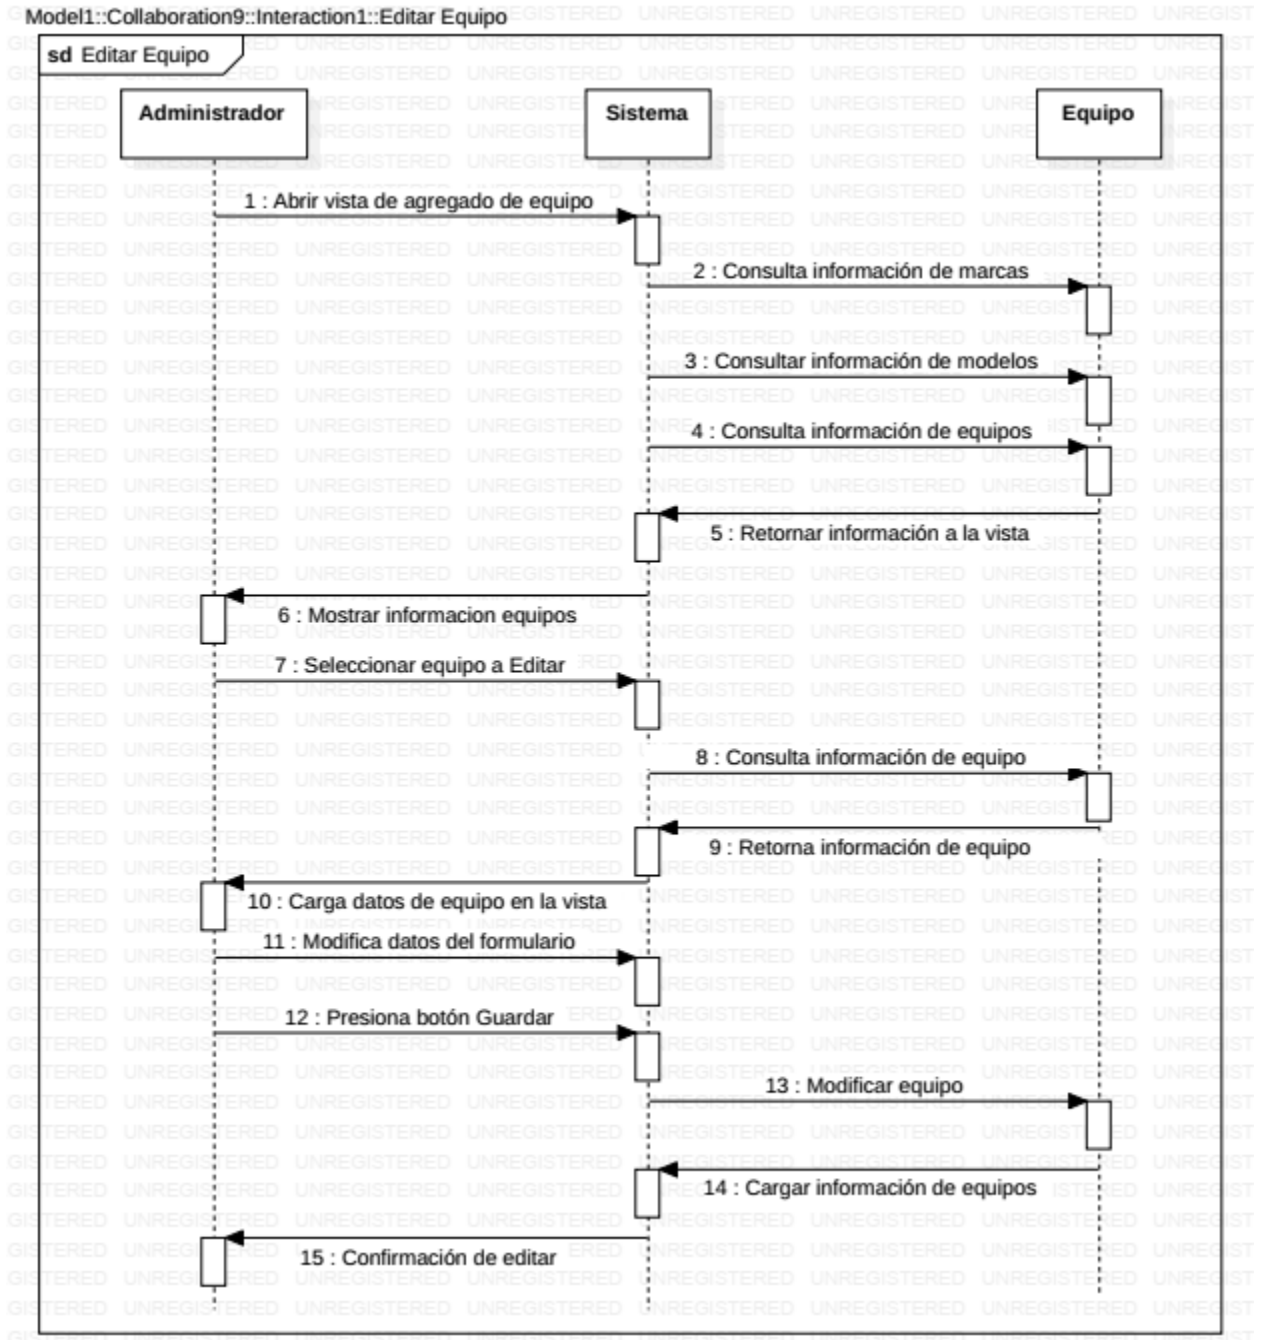 Model1::Collaboration9::Interaction1::Editar Equipo
sd Editar Equipo
Administrador
Sistema
Equipo
1 : Abrir vista de agregado de equipo
2 : Consulta información de marcas
3 : Consultar información de modelos
4 : Consulta información de equipos
5 : Retornar información a la vista
6 : Mostrar informacion equipos
7 : Seleccionar equipo a Editar
8 : Consulta información de equipo
9 : Retorna información de equipo
10 : Carga datos de equipo en la vista
11 : Modifica datos del formulario
12 : Presiona botón Guardar
13 : Modificar equipo
14 : Cargar información de equipos
15 : Confirmación de editar
UNREGISTERED